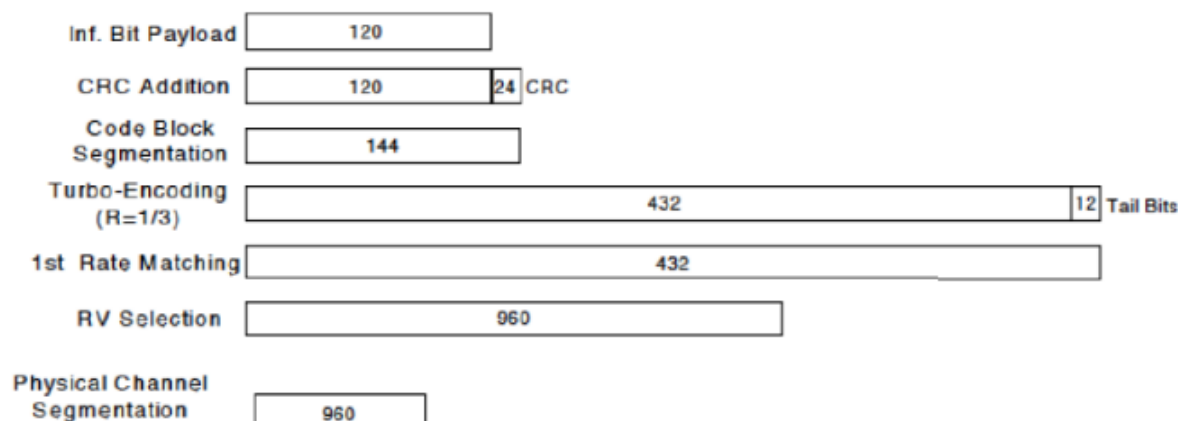 Inf. Bit Payload 120
CRC Addition 120 24 CRC
Code Block
Segmentation 144
Turbo-Encoding
(R=1/3) 432 12 Tail Bits
1st Rate Matching 432
RV Selection 960
Physical Channel
Segmentation 960